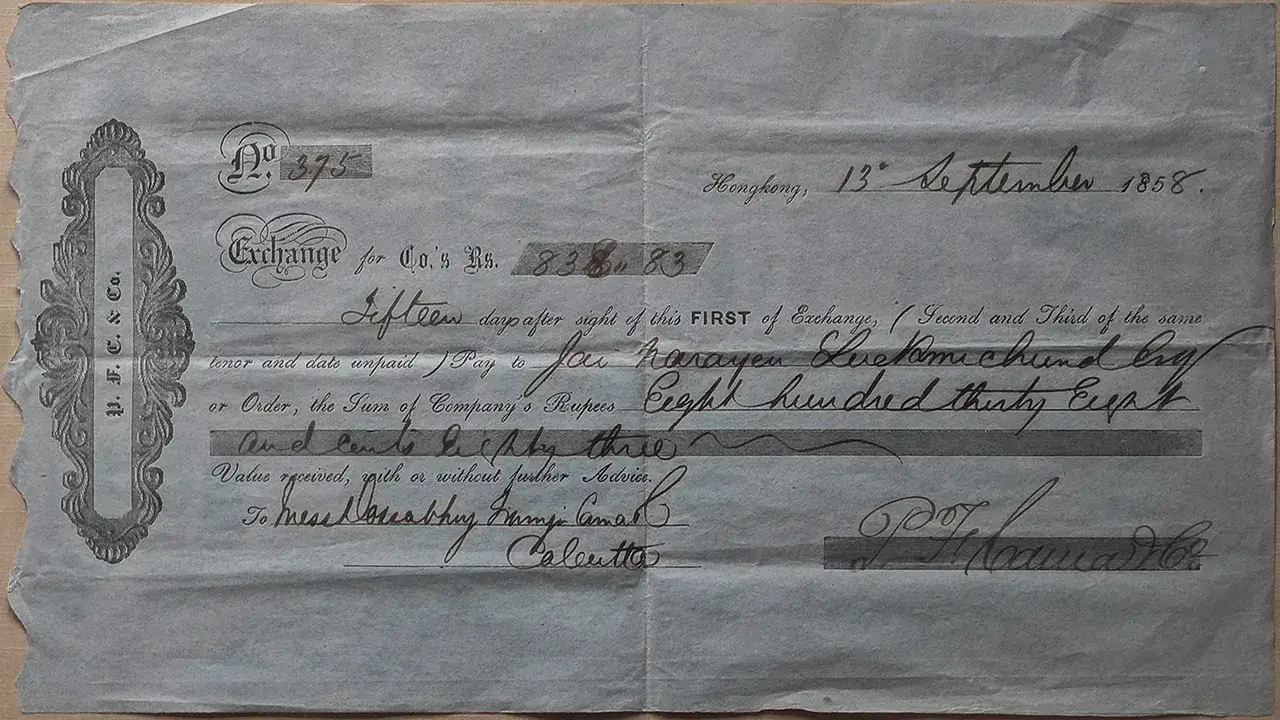 P. F. C. & Co.
No. 375
Hongkong, 13 September 1858.
Exchange for Co.'s Rs. 838 " 83
Fifteen days after sight of this FIRST of Exchange, (Second and Third of the same
tenor and date unpaid) Pay to Jai Narayen Luckmichund Esq
or Order, the Sum of Company's Rupees Eight hundred thirty Eight
and cents Eighty three
Value received, with or without further Advice.
To Mess Dossabhoy Framji Camal
Calcutta
P F Cama & Co